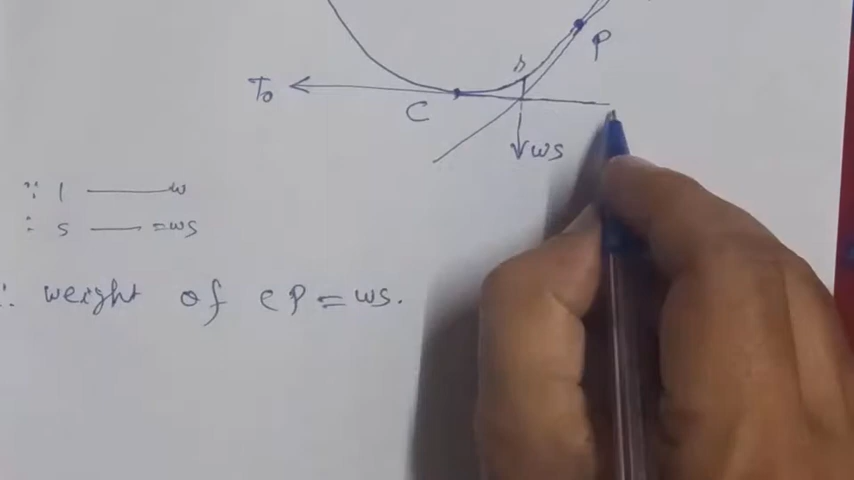 P
s
T₀
C
ws
∵ 1 —— w
∴ s —— = ws
∴ weight of CP = ws.